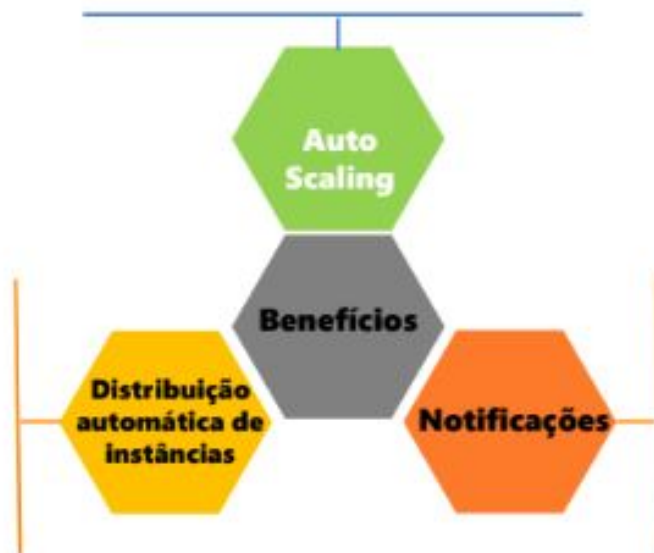 Auto
Scaling
Benefícios
Distribuição
automática de
instâncias
Notificações